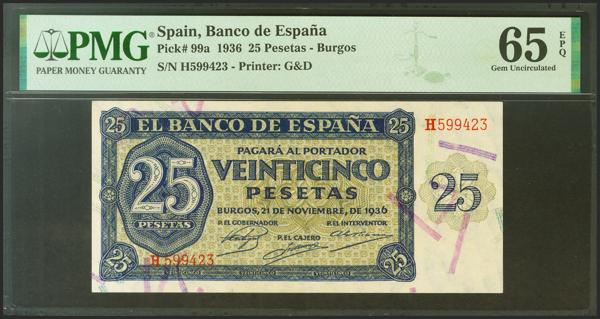 PMG
PAPER MONEY GUARANTY
Spain, Banco de España
Pick# 99a 1936 25 Pesetas - Burgos
S/N H599423 - Printer: G&D
65 EPQ
Gem Uncirculated
25 25
EL BANCO DE ESPAÑA
H599423
PAGARÁ AL PORTADOR
VEINTICINCO
PESETAS
25
PESETAS
25
BURGOS, 21 DE NOVIEMBRE, DE 1936
P. EL GOBERNADOR P. EL INTERVENTOR
P. EL CAJERO
H599423
25 25